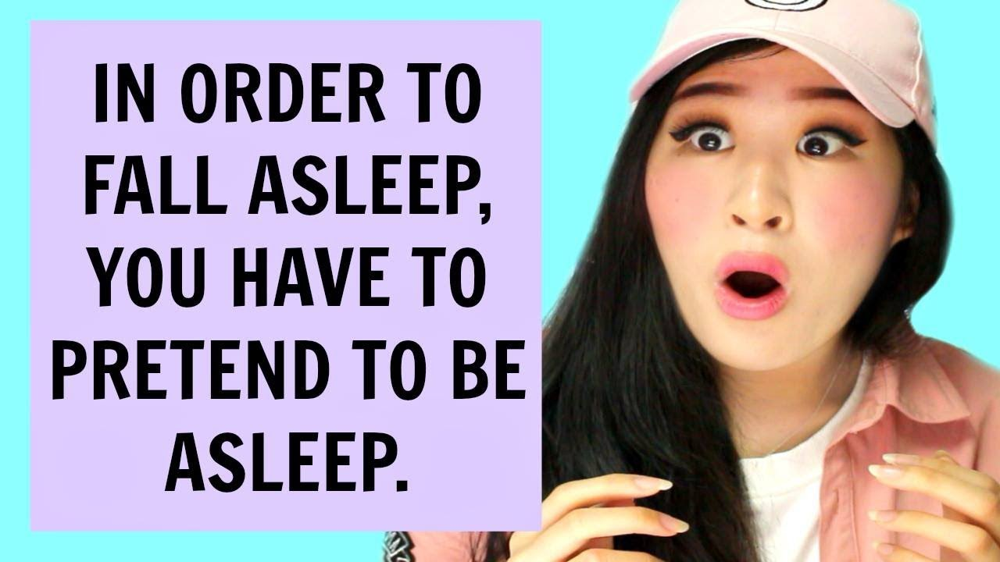 IN ORDER TO
FALL ASLEEP,
YOU HAVE TO
PRETEND TO BE
ASLEEP.